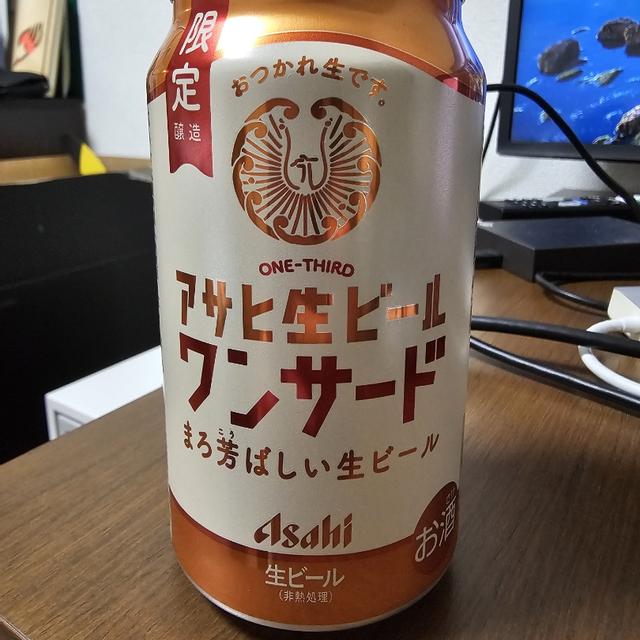 限定
醸造
おつかれ生です。
ONE-THIRD
アサヒ生ビール
ワンサード
まろ芳ばしい生ビール
こう
Asahi
お酒
生ビール
(非熱処理)